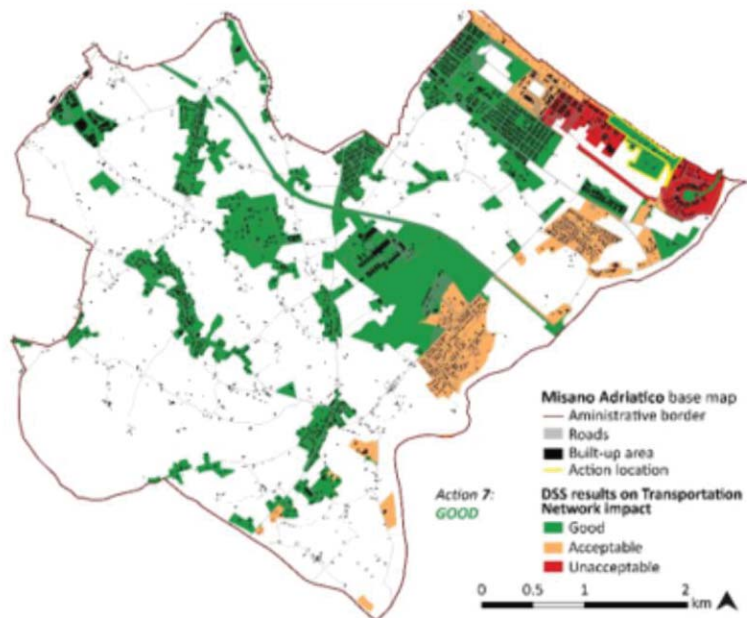 Misano Adriatico base map
Aministrative border
Roads
Built-up area
Action location
Action 7:
GOOD
DSS results on Transportation
Network impact
Good
Acceptable
Unacceptable
0 0.5 1 2
km